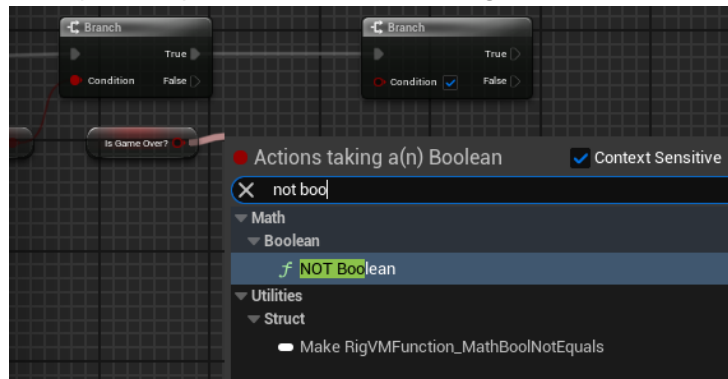 Branch
Branch
True
True
Condition
False
Condition
False
Is Game Over?
Actions taking a(n) Boolean
Context Sensitive
not boo
Math
Boolean
f NOT Boolean
Utilities
Struct
Make RigVMFunction_MathBoolNotEquals